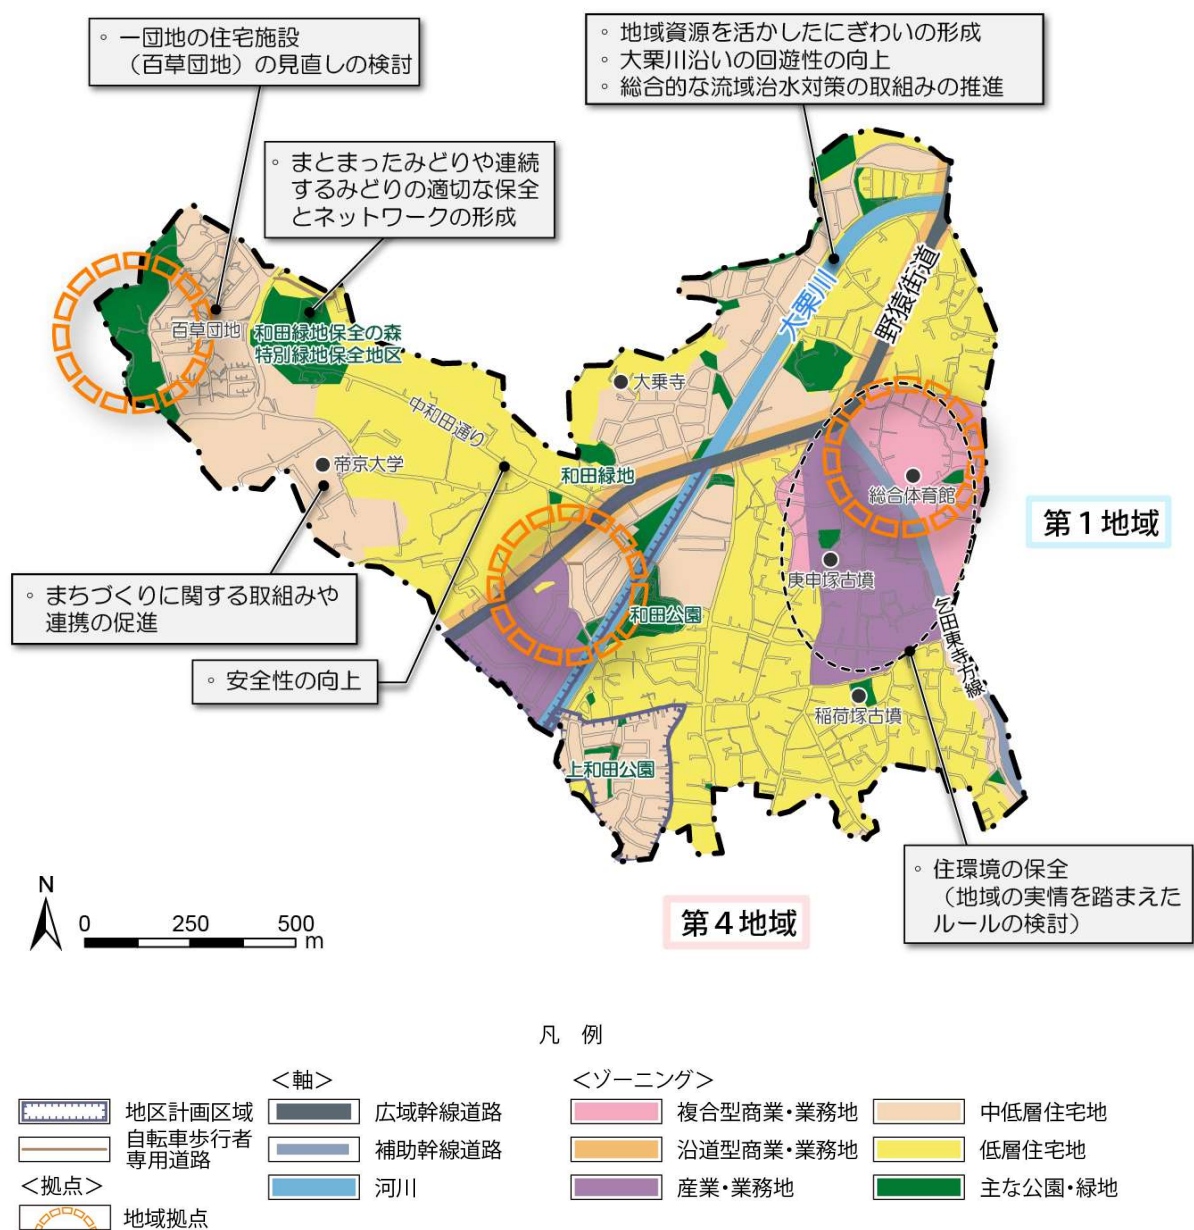 ◦ 一団地の住宅施設
（百草団地）の見直しの検討
◦ 地域資源を活かしたにぎわいの形成
◦ 大栗川沿いの回遊性の向上
◦ 総合的な流域治水対策の取組みの推進
◦ まとまったみどりや連続
するみどりの適切な保全
とネットワークの形成
大栗川
野猿街道
百草団地
和田緑地保全の森
特別緑地保全地区
大乗寺
中和田通り
帝京大学
和田緑地
総合体育館
第１地域
庚申塚古墳
◦ まちづくりに関する取組みや
連携の促進
和田公園
乞田東寺方線
◦ 安全性の向上
稲荷塚古墳
上和田公園
◦ 住環境の保全
（地域の実情を踏まえた
ルールの検討）
第４地域
N
0 250 500
m
凡 例
地区計画区域
自転車歩行者
専用道路
＜拠点＞
地域拠点
＜軸＞
広域幹線道路
補助幹線道路
河川
＜ゾーニング＞
複合型商業・業務地
沿道型商業・業務地
産業・業務地
中低層住宅地
低層住宅地
主な公園・緑地